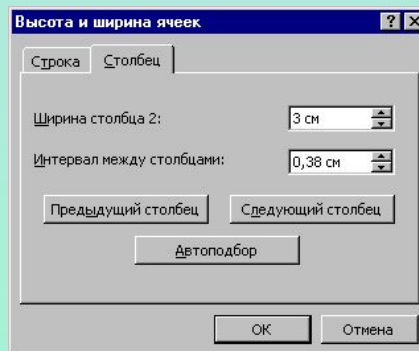 Высота и ширина ячеек
Строка Столбец
Ширина столбца 2: 3 см
Интервал между столбцами: 0,38 см
Предыдущий столбец Следующий столбец
Автоподбор
ОК Отмена